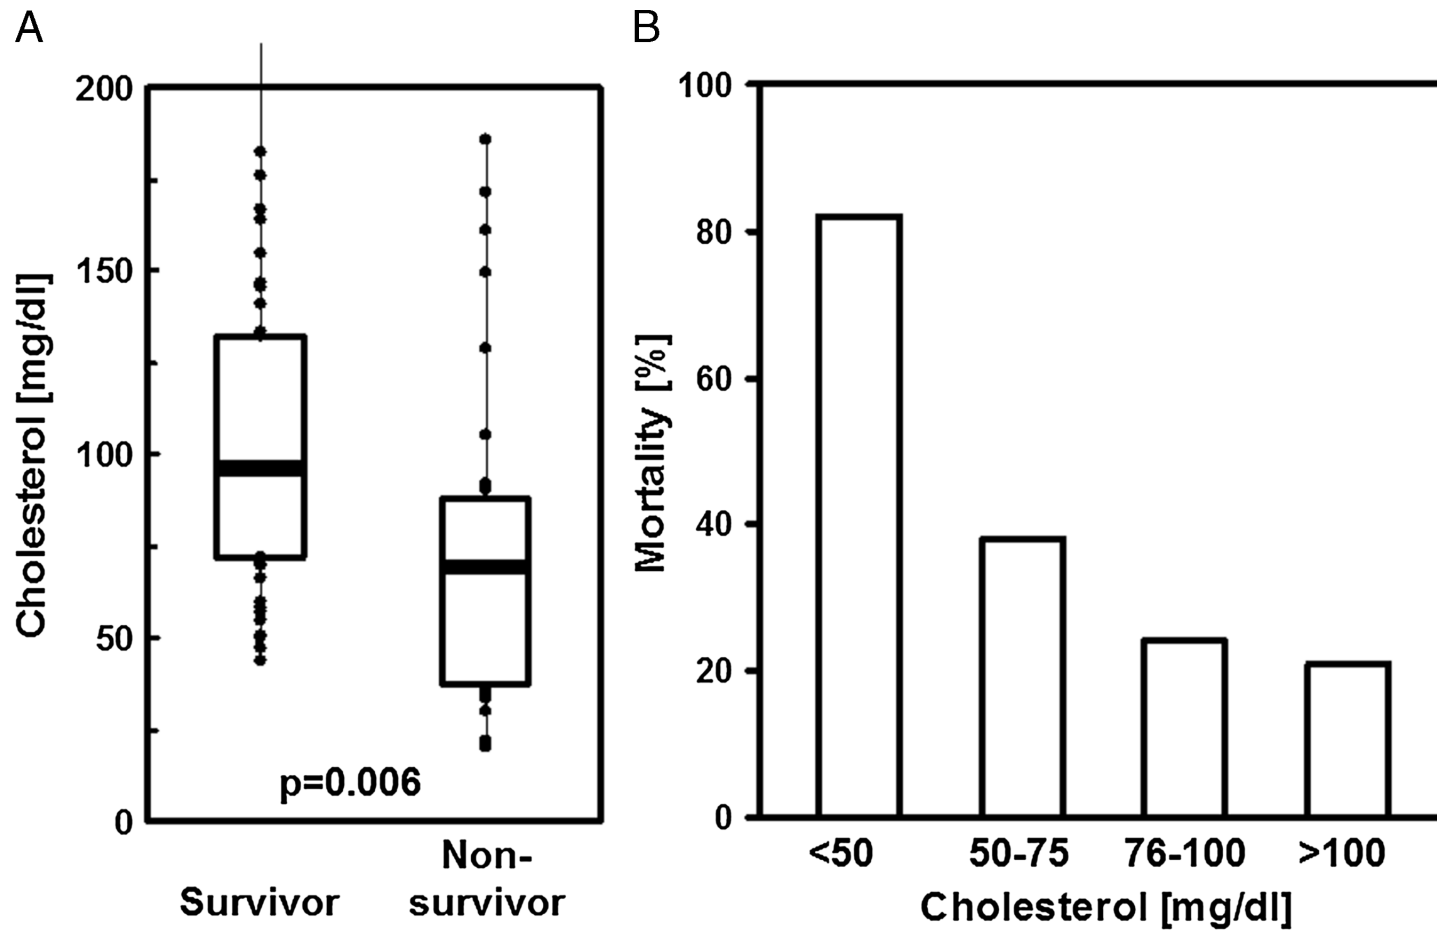 A
B
Cholesterol [mg/dl]
200
150
100
50
0
p=0.006
Survivor
Non-
survivor
Mortality [%]
100
80
60
40
20
0
<50
50-75
76-100
>100
Cholesterol [mg/dl]